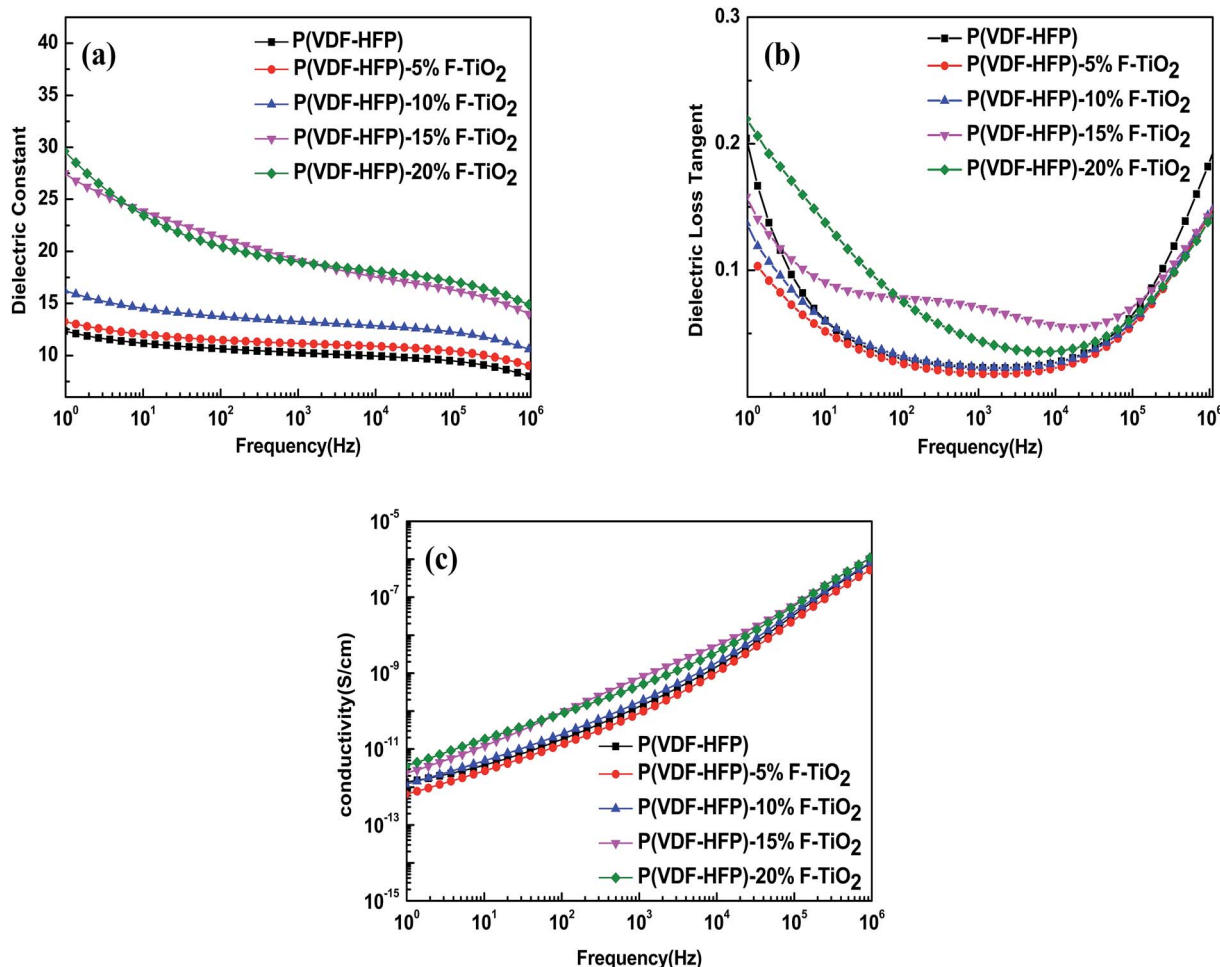 (a)
P(VDF-HFP)
P(VDF-HFP)-5% F-TiO2
P(VDF-HFP)-10% F-TiO2
P(VDF-HFP)-15% F-TiO2
P(VDF-HFP)-20% F-TiO2
40
35
30
25
20
15
10
Dielectric Constant
10^0 10^1 10^2 10^3 10^4 10^5 10^6
Frequency(Hz)
(b)
P(VDF-HFP)
P(VDF-HFP)-5% F-TiO2
P(VDF-HFP)-10% F-TiO2
P(VDF-HFP)-15% F-TiO2
P(VDF-HFP)-20% F-TiO2
0.3
0.2
0.1
Dielectric Loss Tangent
10^0 10^1 10^2 10^3 10^4 10^5 10^6
Frequency(Hz)
(c)
10^-5
10^-7
10^-9
10^-11
10^-13
10^-15
conductivity(S/cm)
P(VDF-HFP)
P(VDF-HFP)-5% F-TiO2
P(VDF-HFP)-10% F-TiO2
P(VDF-HFP)-15% F-TiO2
P(VDF-HFP)-20% F-TiO2
10^0 10^1 10^2 10^3 10^4 10^5 10^6
Frequency(Hz)